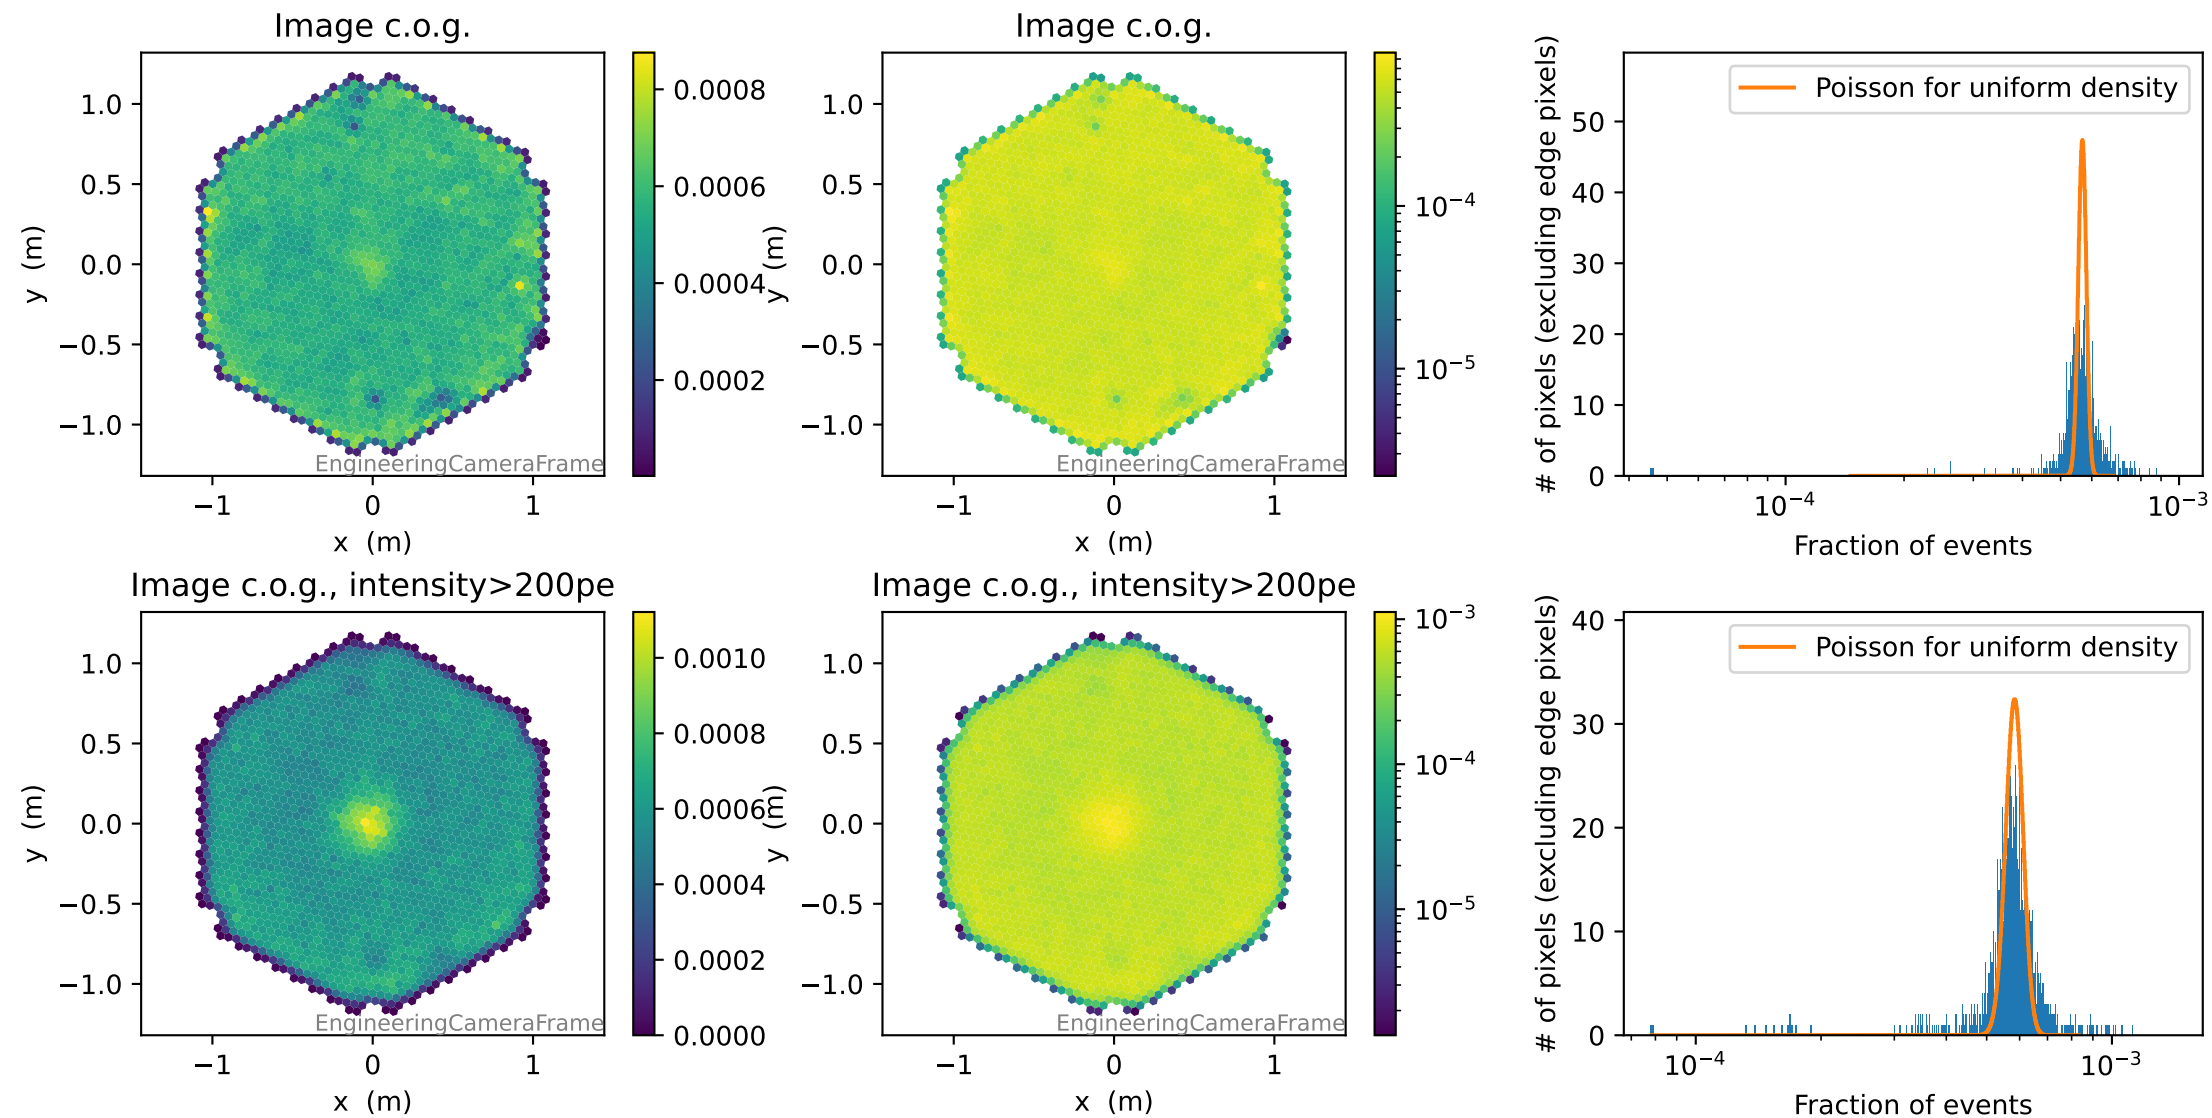 Image c.o.g.
1.0
0.5
0.0
−0.5
−1.0
y (m)
−1 0 1
x (m)
EngineeringCameraFrame
0.0008
0.0006
0.0004
0.0002
Image c.o.g.
1.0
0.5
0.0
−0.5
−1.0
y (m)
−1 0 1
x (m)
EngineeringCameraFrame
10⁻⁴
10⁻⁵
Poisson for uniform density
# of pixels (excluding edge pixels)
50
40
30
20
10
0
10⁻⁴ 10⁻³
Fraction of events
Image c.o.g., intensity>200pe
1.0
0.5
0.0
−0.5
−1.0
y (m)
−1 0 1
x (m)
EngineeringCameraFrame
0.0010
0.0008
0.0006
0.0004
0.0002
0.0000
Image c.o.g., intensity>200pe
1.0
0.5
0.0
−0.5
−1.0
y (m)
−1 0 1
x (m)
EngineeringCameraFrame
10⁻³
10⁻⁴
10⁻⁵
Poisson for uniform density
# of pixels (excluding edge pixels)
40
30
20
10
0
10⁻⁴ 10⁻³
Fraction of events